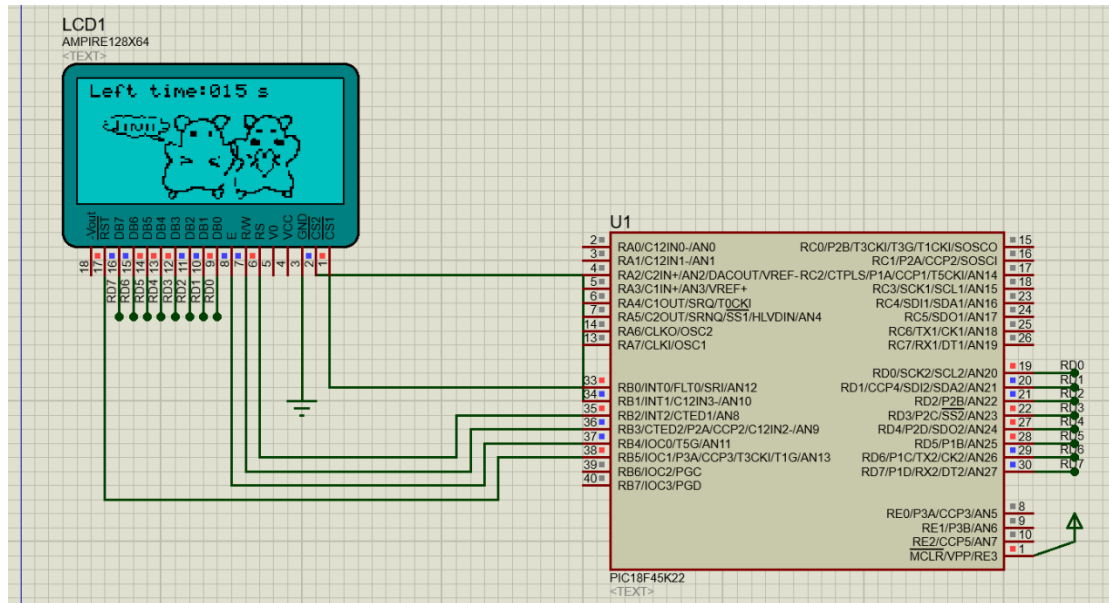 LCD1
AMPIRE128X64
<TEXT>
Left time:015 s
-Vout
RST
DB7
DB6
DB5
DB4
DB3
DB2
DB1
DB0
E
R/W
RS
V0
VCC
GND
CS2
CS1
18
17
16
15
14
13
12
11
10
9
8
7
6
5
4
3
2
1
RD7
RD6
RD5
RD4
RD3
RD2
RD1
RD0
U1
2 RA0/C12IN0-/AN0 RC0/P2B/T3CKI/T3G/T1CKI/SOSCO 15
3 RA1/C12IN1-/AN1 RC1/P2A/CCP2/SOSCI 16
4 RA2/C2IN+/AN2/DACOUT/VREF- RC2/CTPLS/P1A/CCP1/T5CKI/AN14 17
5 RA3/C1IN+/AN3/VREF+ RC3/SCK1/SCL1/AN15 18
6 RA4/C1OUT/SRQ/T0CKI RC4/SDI1/SDA1/AN16 23
7 RA5/C2OUT/SRNQ/SS1/HLVDIN/AN4 RC5/SDO1/AN17 24
14 RA6/CLKO/OSC2 RC6/TX1/CK1/AN18 25
13 RA7/CLKI/OSC1 RC7/RX1/DT1/AN19 26
RD0/SCK2/SCL2/AN20 19 RD0
33 RB0/INT0/FLT0/SRI/AN12 RD1/CCP4/SDI2/SDA2/AN21 20 RD1
34 RB1/INT1/C12IN3-/AN10 RD2/P2B/AN22 21 RD2
35 RB2/INT2/CTED1/AN8 RD3/P2C/SS2/AN23 22 RD3
36 RB3/CTED2/P2A/CCP2/C12IN2-/AN9 RD4/P2D/SDO2/AN24 27 RD4
37 RB4/IOC0/T5G/AN11 RD5/P1B/AN25 28 RD5
38 RB5/IOC1/P3A/CCP3/T3CKI/T1G/AN13 RD6/P1C/TX2/CK2/AN26 29 RD6
39 RB6/IOC2/PGC RD7/P1D/RX2/DT2/AN27 30 RD7
40 RB7/IOC3/PGD
RE0/P3A/CCP3/AN5 8
RE1/P3B/AN6 9
RE2/CCP5/AN7 10
MCLR/VPP/RE3 1
PIC18F45K22
<TEXT>